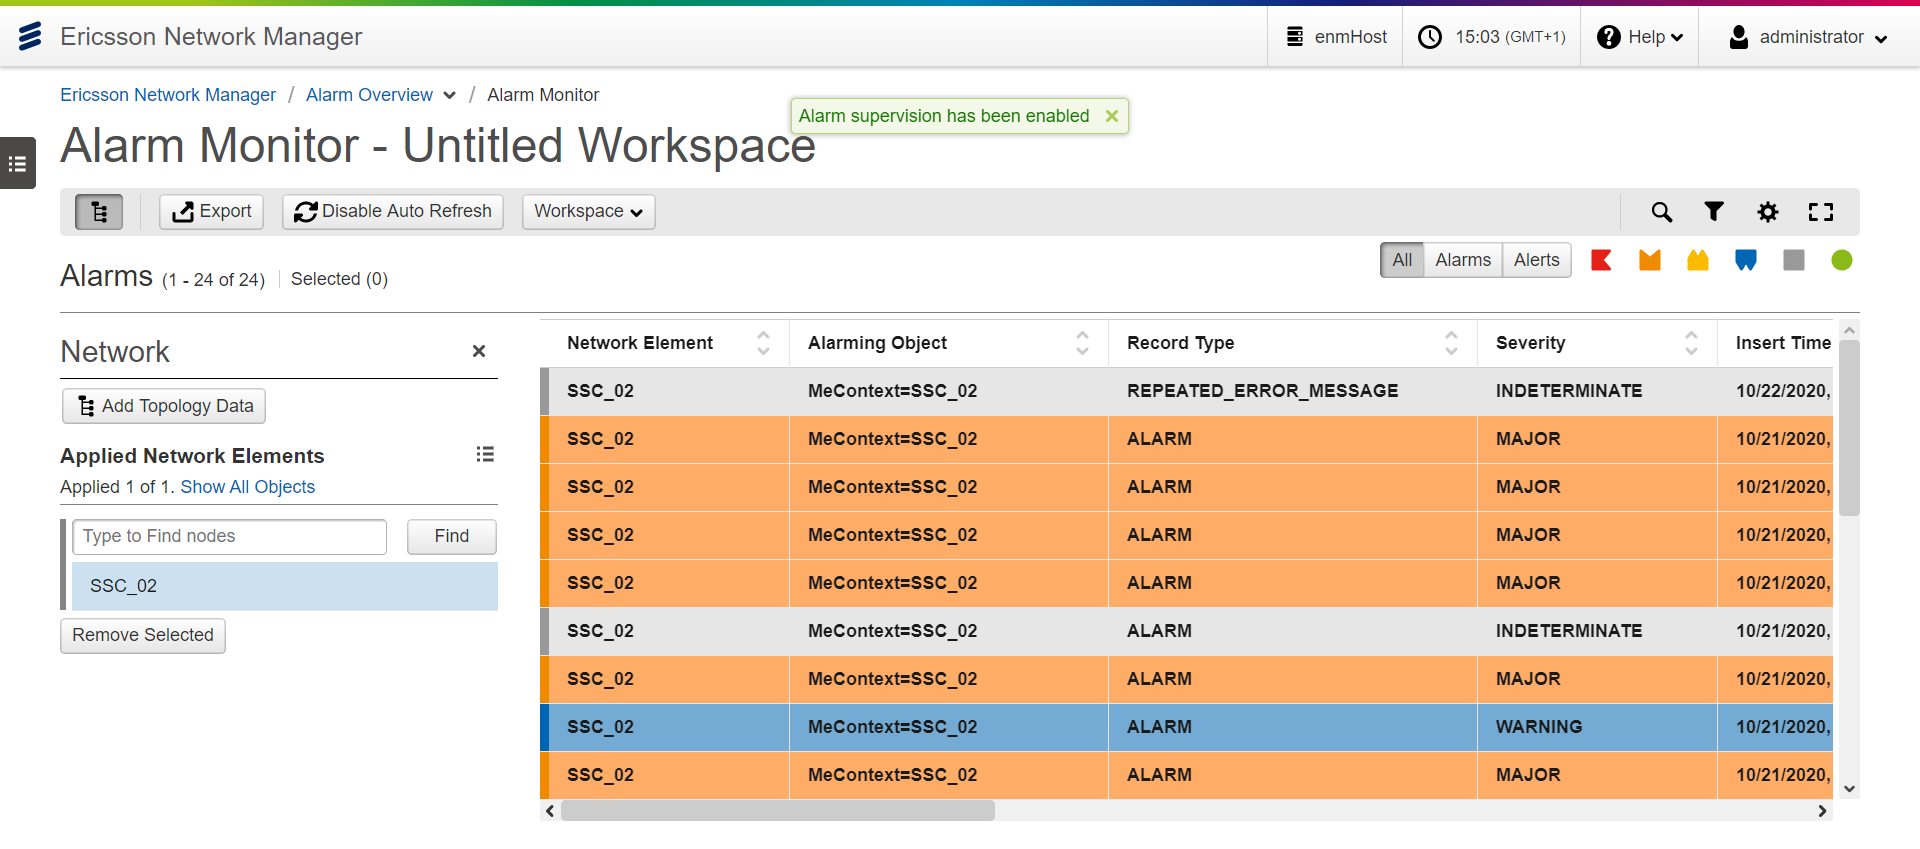 Ericsson Network Manager
enmHost
15:03 (GMT+1)
Help
administrator
Ericsson Network Manager / Alarm Overview / Alarm Monitor
Alarm supervision has been enabled
Alarm Monitor - Untitled Workspace
Export
Disable Auto Refresh
Workspace
Alarms (1 - 24 of 24) Selected (0)
All Alarms Alerts
Network
Add Topology Data
Applied Network Elements
Applied 1 of 1. Show All Objects
Type to Find nodes
Find
SSC_02
Remove Selected
Network Element Alarming Object Record Type Severity Insert Time
SSC_02 MeContext=SSC_02 REPEATED_ERROR_MESSAGE INDETERMINATE 10/22/2020,
SSC_02 MeContext=SSC_02 ALARM MAJOR 10/21/2020,
SSC_02 MeContext=SSC_02 ALARM MAJOR 10/21/2020,
SSC_02 MeContext=SSC_02 ALARM MAJOR 10/21/2020,
SSC_02 MeContext=SSC_02 ALARM MAJOR 10/21/2020,
SSC_02 MeContext=SSC_02 ALARM INDETERMINATE 10/21/2020,
SSC_02 MeContext=SSC_02 ALARM MAJOR 10/21/2020,
SSC_02 MeContext=SSC_02 ALARM WARNING 10/21/2020,
SSC_02 MeContext=SSC_02 ALARM MAJOR 10/21/2020,